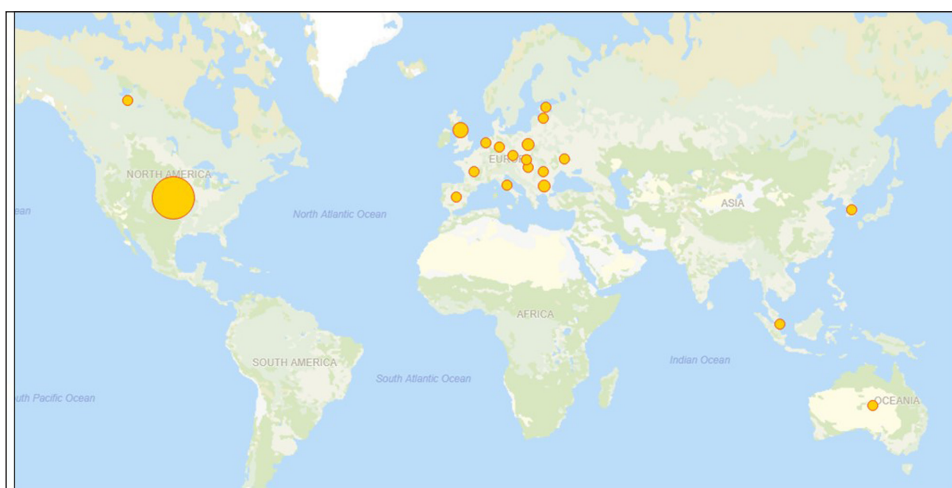 NORTH AMERICA
EUR
ASIA
North Atlantic Ocean
ean
AFRICA
SOUTH AMERICA
Indian Ocean
South Atlantic Ocean
uth Pacific Ocean
OCEANIA